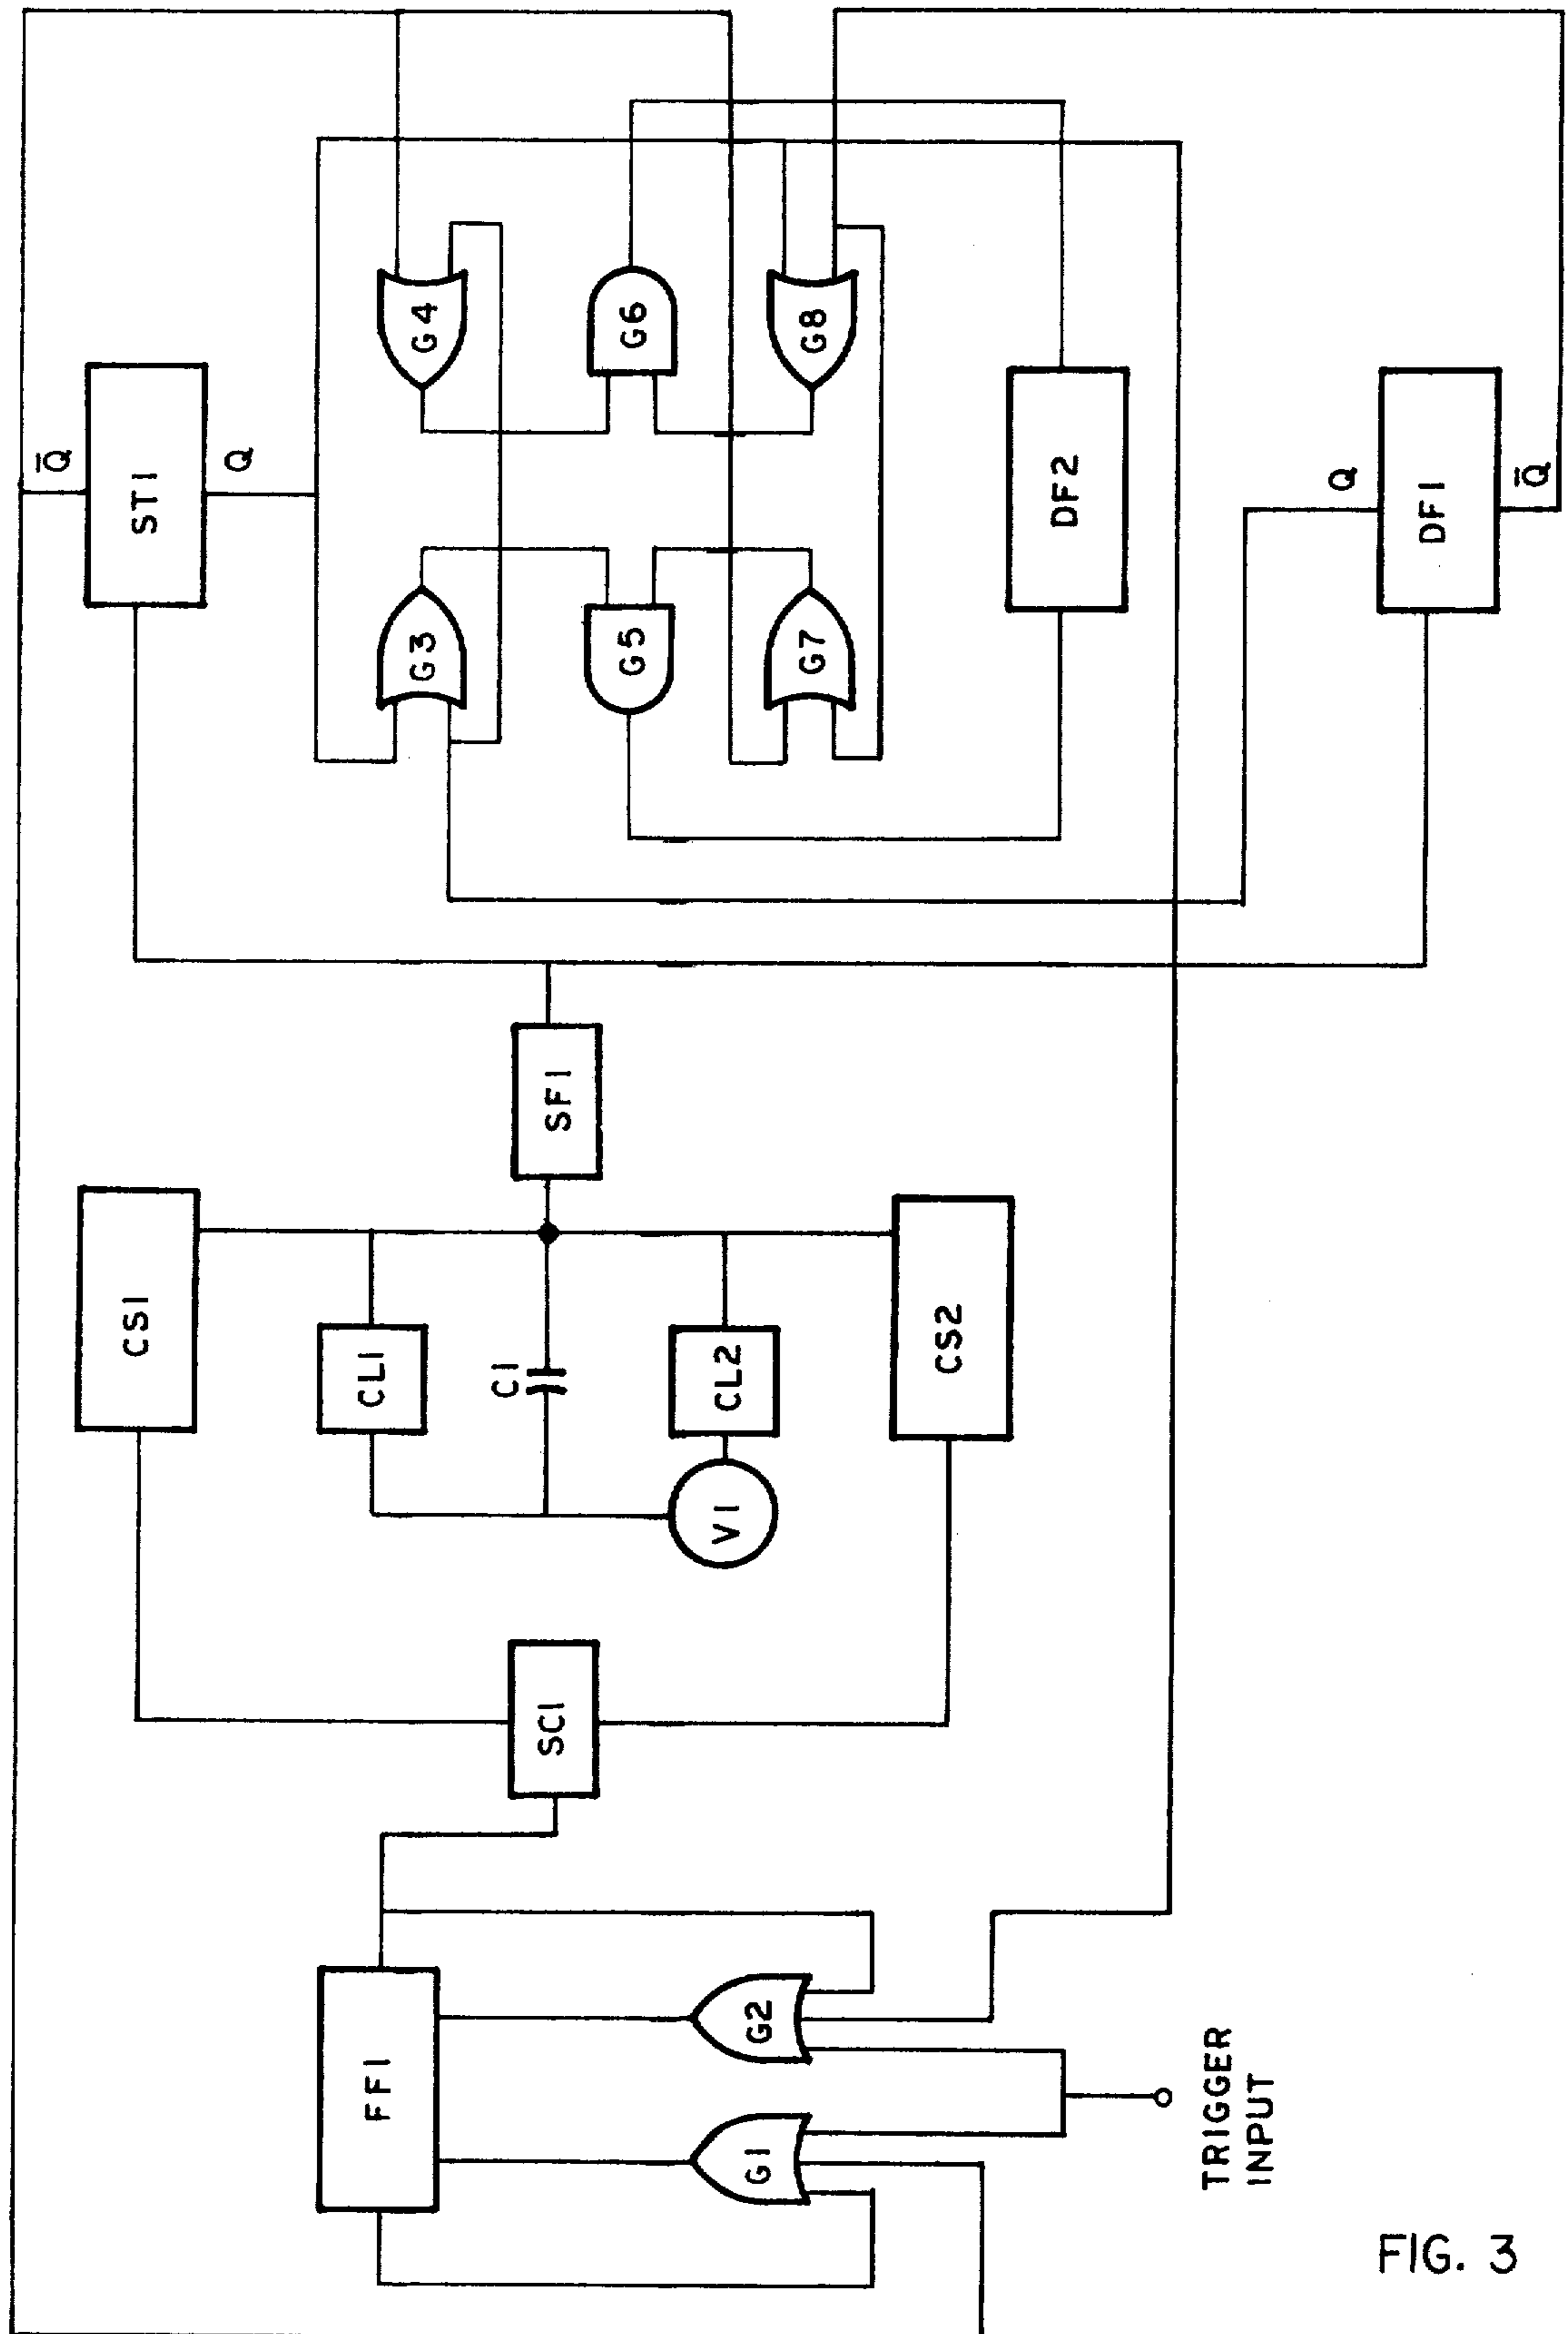 Q̅
ST1
Q
G3
G4
G5
G6
G7
G8
DF2
Q
DF1
Q̅
SF1
CS1
CL1
C1
CL2
V1
CS2
SC1
FF1
G1
G2
TRIGGER
INPUT
FIG. 3